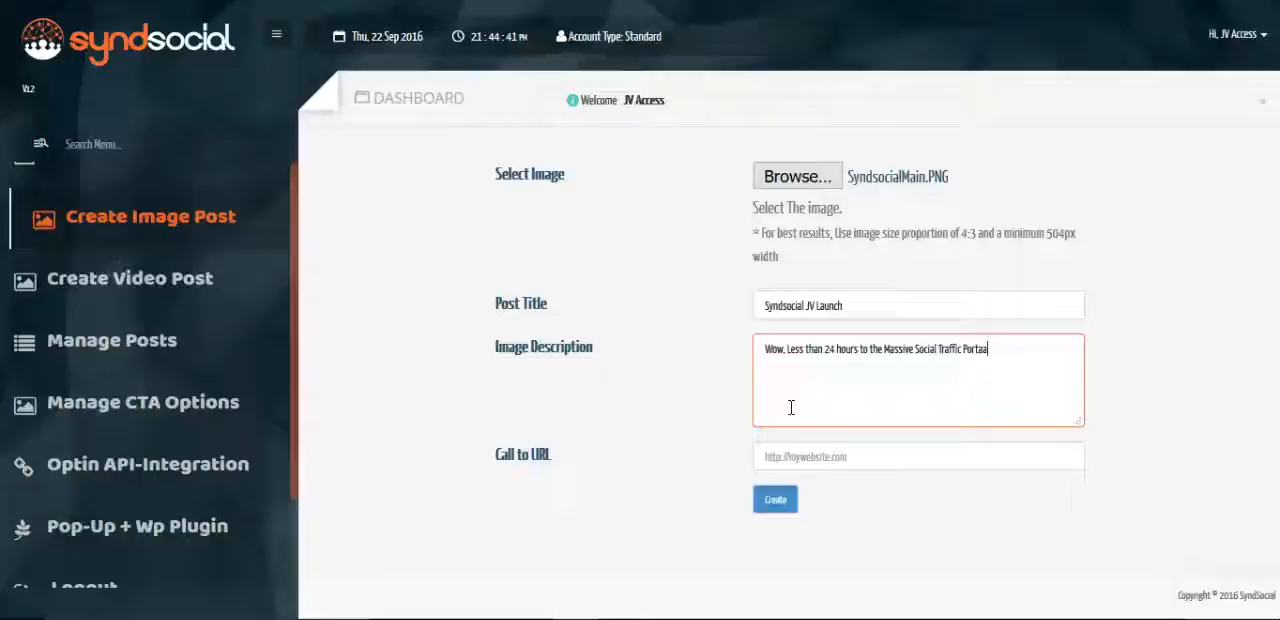 syndsocial
Thu, 22 Sep 2016
21:44:41 PM
Account Type: Standard
Hi, JV Access
V1.2
DASHBOARD
Welcome JV Access
Search Menu...
Select Image
Browse... SyndsocialMain.PNG
Select The image.
* For best results, Use image size proportion of 4:3 and a minimum 504px
width
Create Image Post
Create Video Post
Manage Posts
Manage CTA Options
Optin API-Integration
Pop-Up + Wp Plugin
Logout
Post Title
Syndsocial JV Launch
Image Description
Wow, Less than 24 hours to the Massive Social Traffic Portaa
Call to URL
http://mywebsite.com
Create
Copyright © 2016 SyndSocial